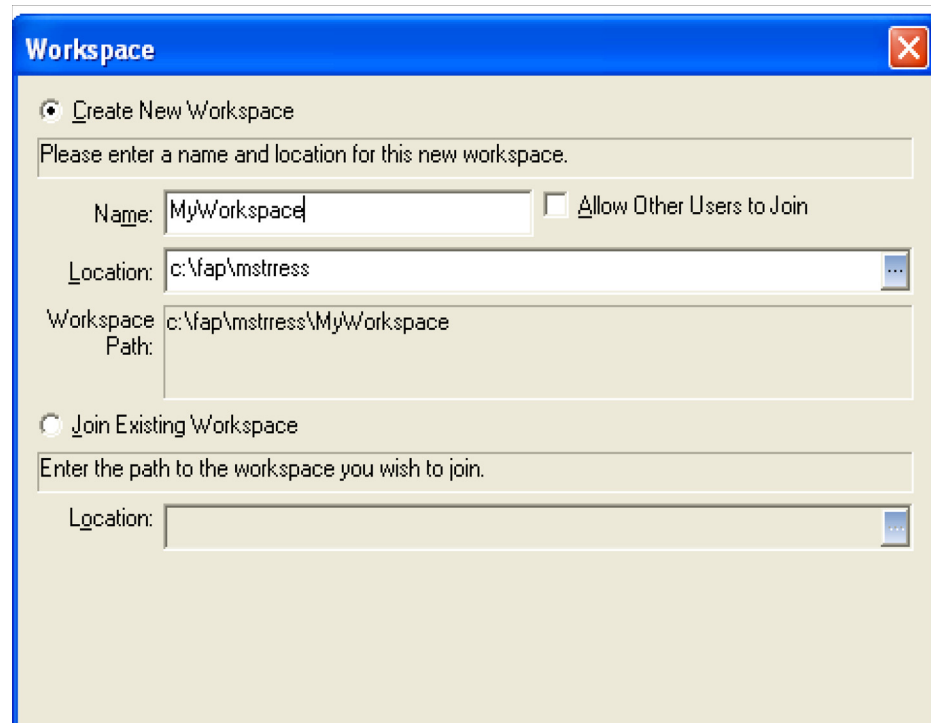 Workspace
Create New Workspace
Please enter a name and location for this new workspace.
Name: MyWorkspace Allow Other Users to Join
Location: c:\fap\mstrress ...
Workspace Path: c:\fap\mstrress\MyWorkspace
Join Existing Workspace
Enter the path to the workspace you wish to join.
Location: ...